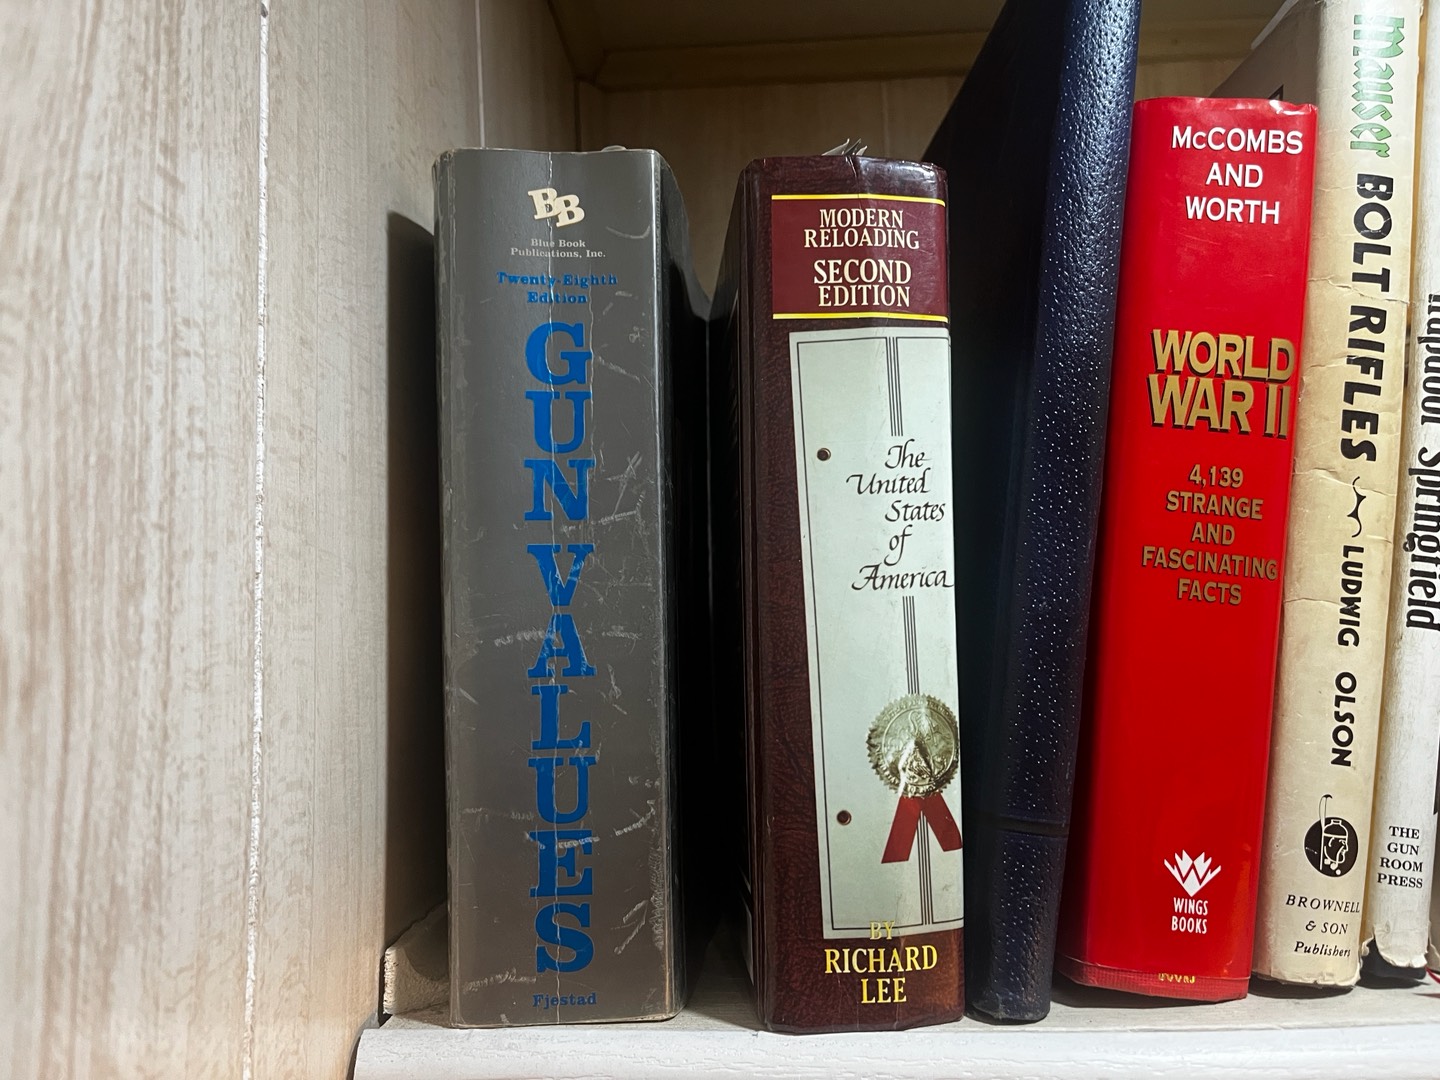 BB
Blue Book
Publications, Inc.
Twenty-Eighth
Edition
GUN VALUES
Fjestad
MODERN
RELOADING
SECOND
EDITION
The
United
States
of
America
BY
RICHARD
LEE
McCOMBS
AND
WORTH
WORLD
WAR II
4,139
STRANGE
AND
FASCINATING
FACTS
WINGS
BOOKS
Mauser BOLT RIFLES LUDWIG OLSON
BROWNELL
& SON
Publishers
Springfield
THE
GUN
ROOM
PRESS